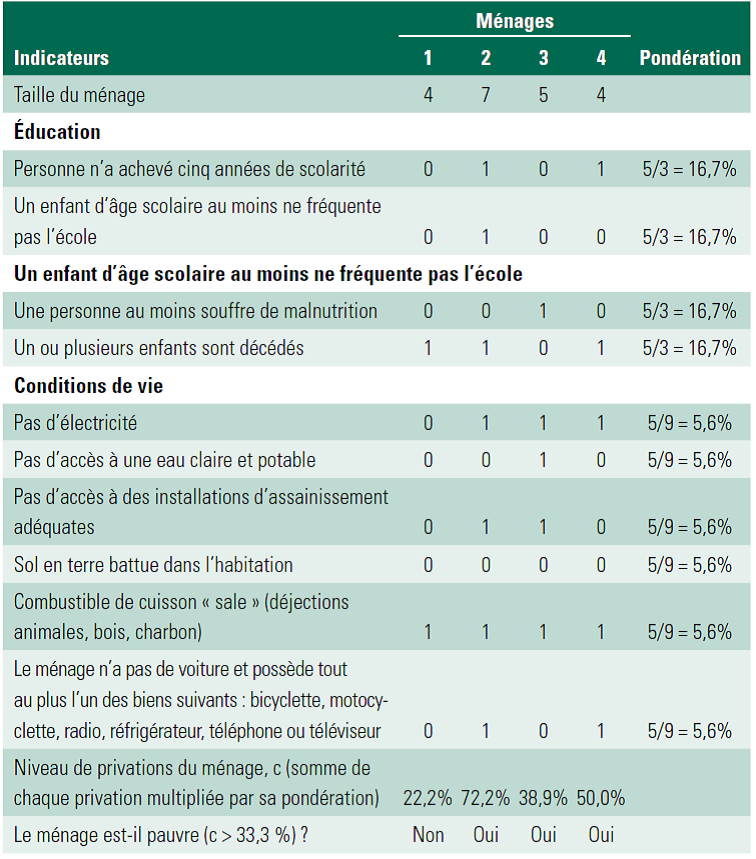 Ménages
Indicateurs 1 2 3 4 Pondération
Taille du ménage 4 7 5 4
Éducation
Personne n’a achevé cinq années de scolarité 0 1 0 1 5/3 = 16,7%
Un enfant d’âge scolaire au moins ne fréquente
pas l’école 0 1 0 0 5/3 = 16,7%
Un enfant d’âge scolaire au moins ne fréquente pas l’école
Une personne au moins souffre de malnutrition 0 0 1 0 5/3 = 16,7%
Un ou plusieurs enfants sont décédés 1 1 0 1 5/3 = 16,7%
Conditions de vie
Pas d’électricité 0 1 1 1 5/9 = 5,6%
Pas d’accès à une eau claire et potable 0 0 1 0 5/9 = 5,6%
Pas d’accès à des installations d’assainissement
adéquates 0 1 1 0 5/9 = 5,6%
Sol en terre battue dans l’habitation 0 0 0 0 5/9 = 5,6%
Combustible de cuisson « sale » (déjections
animales, bois, charbon) 1 1 1 1 5/9 = 5,6%
Le ménage n’a pas de voiture et possède tout
au plus l’un des biens suivants : bicyclette, motocy-
clette, radio, réfrigérateur, téléphone ou téléviseur 0 1 0 1 5/9 = 5,6%
Niveau de privations du ménage, c (somme de
chaque privation multipliée par sa pondération) 22,2% 72,2% 38,9% 50,0%
Le ménage est-il pauvre (c > 33,3 %) ? Non Oui Oui Oui